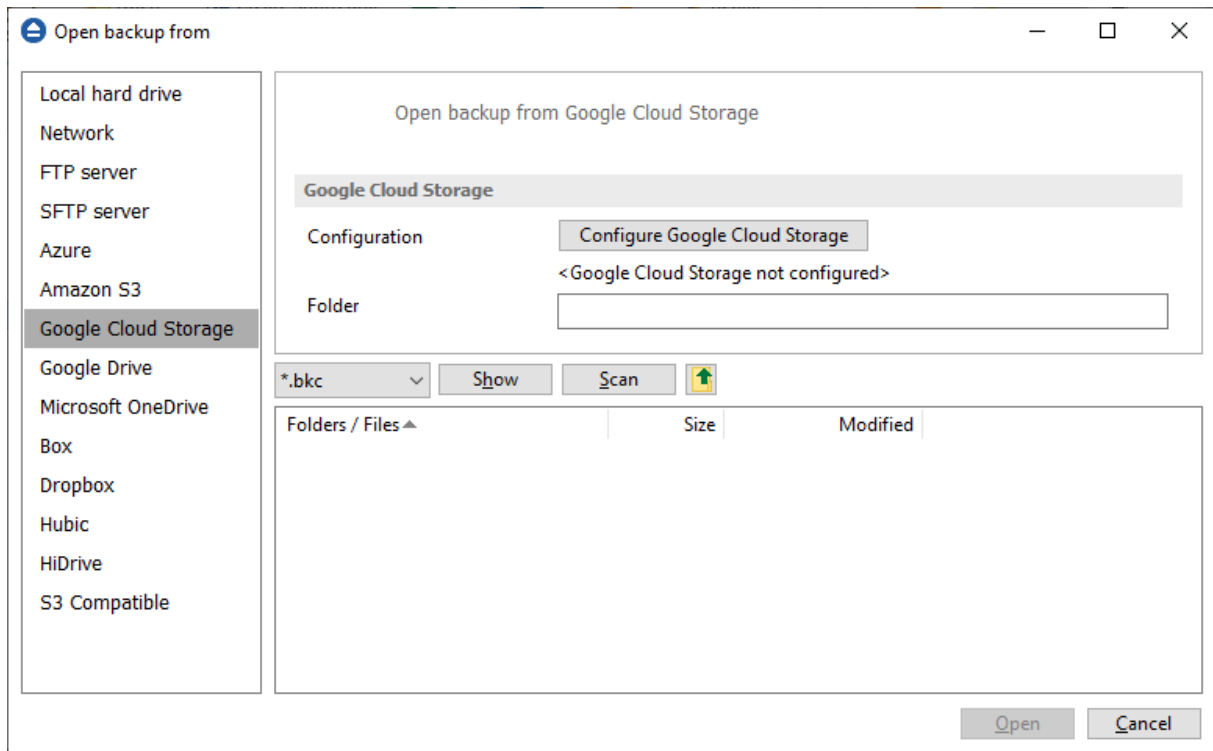 Open backup from
Local hard drive
Network
FTP server
SFTP server
Azure
Amazon S3
Google Cloud Storage
Google Drive
Microsoft OneDrive
Box
Dropbox
Hubic
HiDrive
S3 Compatible
Open backup from Google Cloud Storage
Google Cloud Storage
Configuration Configure Google Cloud Storage
<Google Cloud Storage not configured>
Folder
*.bkc Show Scan
Folders / Files Size Modified
Open Cancel